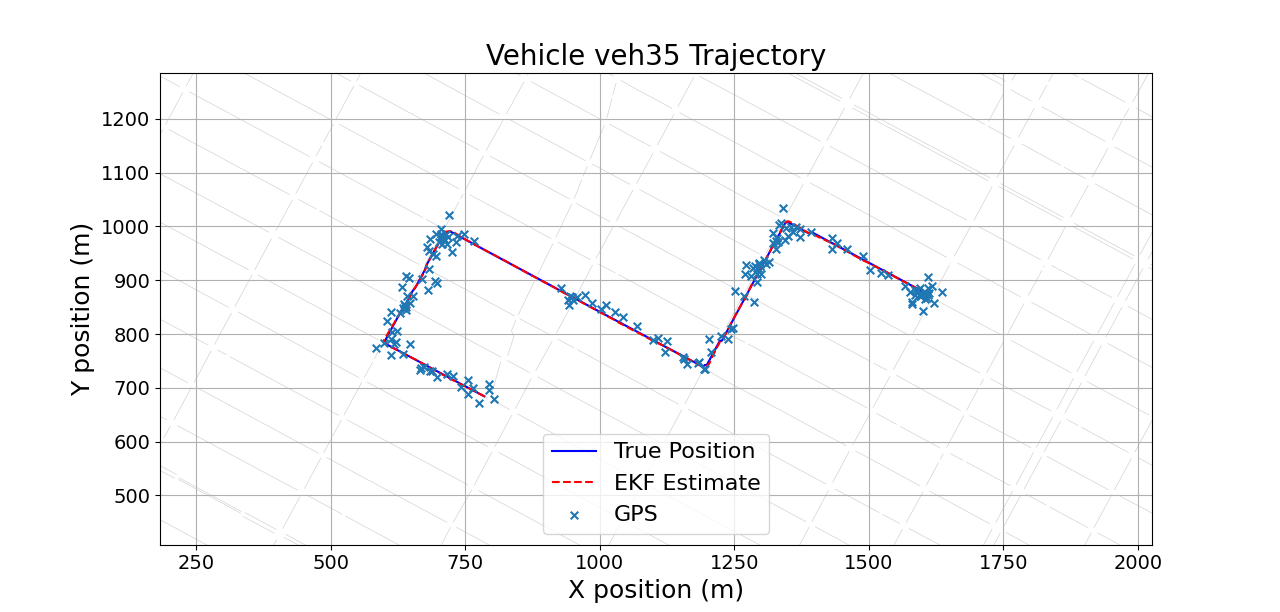 Vehicle veh35 Trajectory
Y position (m)
1200
1100
1000
900
800
700
600
500
True Position
EKF Estimate
GPS
250 500 750 1000 1250 1500 1750 2000
X position (m)